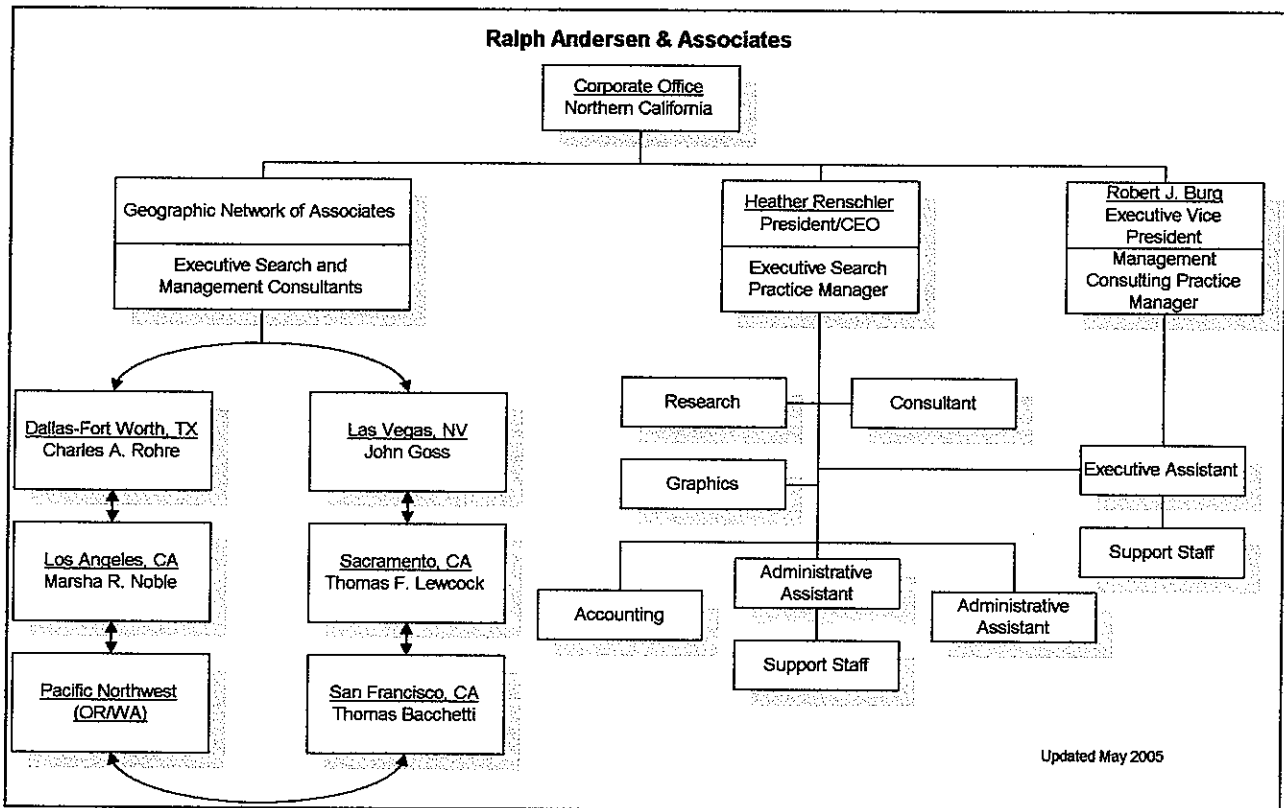 Ralph Andersen & Associates
Corporate Office
Northern California
Geographic Network of Associates
Executive Search and
Management Consultants
Heather Renschler
President/CEO
Executive Search
Practice Manager
Robert J. Burg
Executive Vice
President
Management
Consulting Practice
Manager
Dallas-Fort Worth, TX
Charles A. Rohre
Las Vegas, NV
John Goss
Los Angeles, CA
Marsha R. Noble
Sacramento, CA
Thomas F. Lewcock
Pacific Northwest
(OR/WA)
San Francisco, CA
Thomas Bacchetti
Research
Consultant
Graphics
Executive Assistant
Support Staff
Accounting
Administrative
Assistant
Administrative
Assistant
Support Staff
Updated May 2005